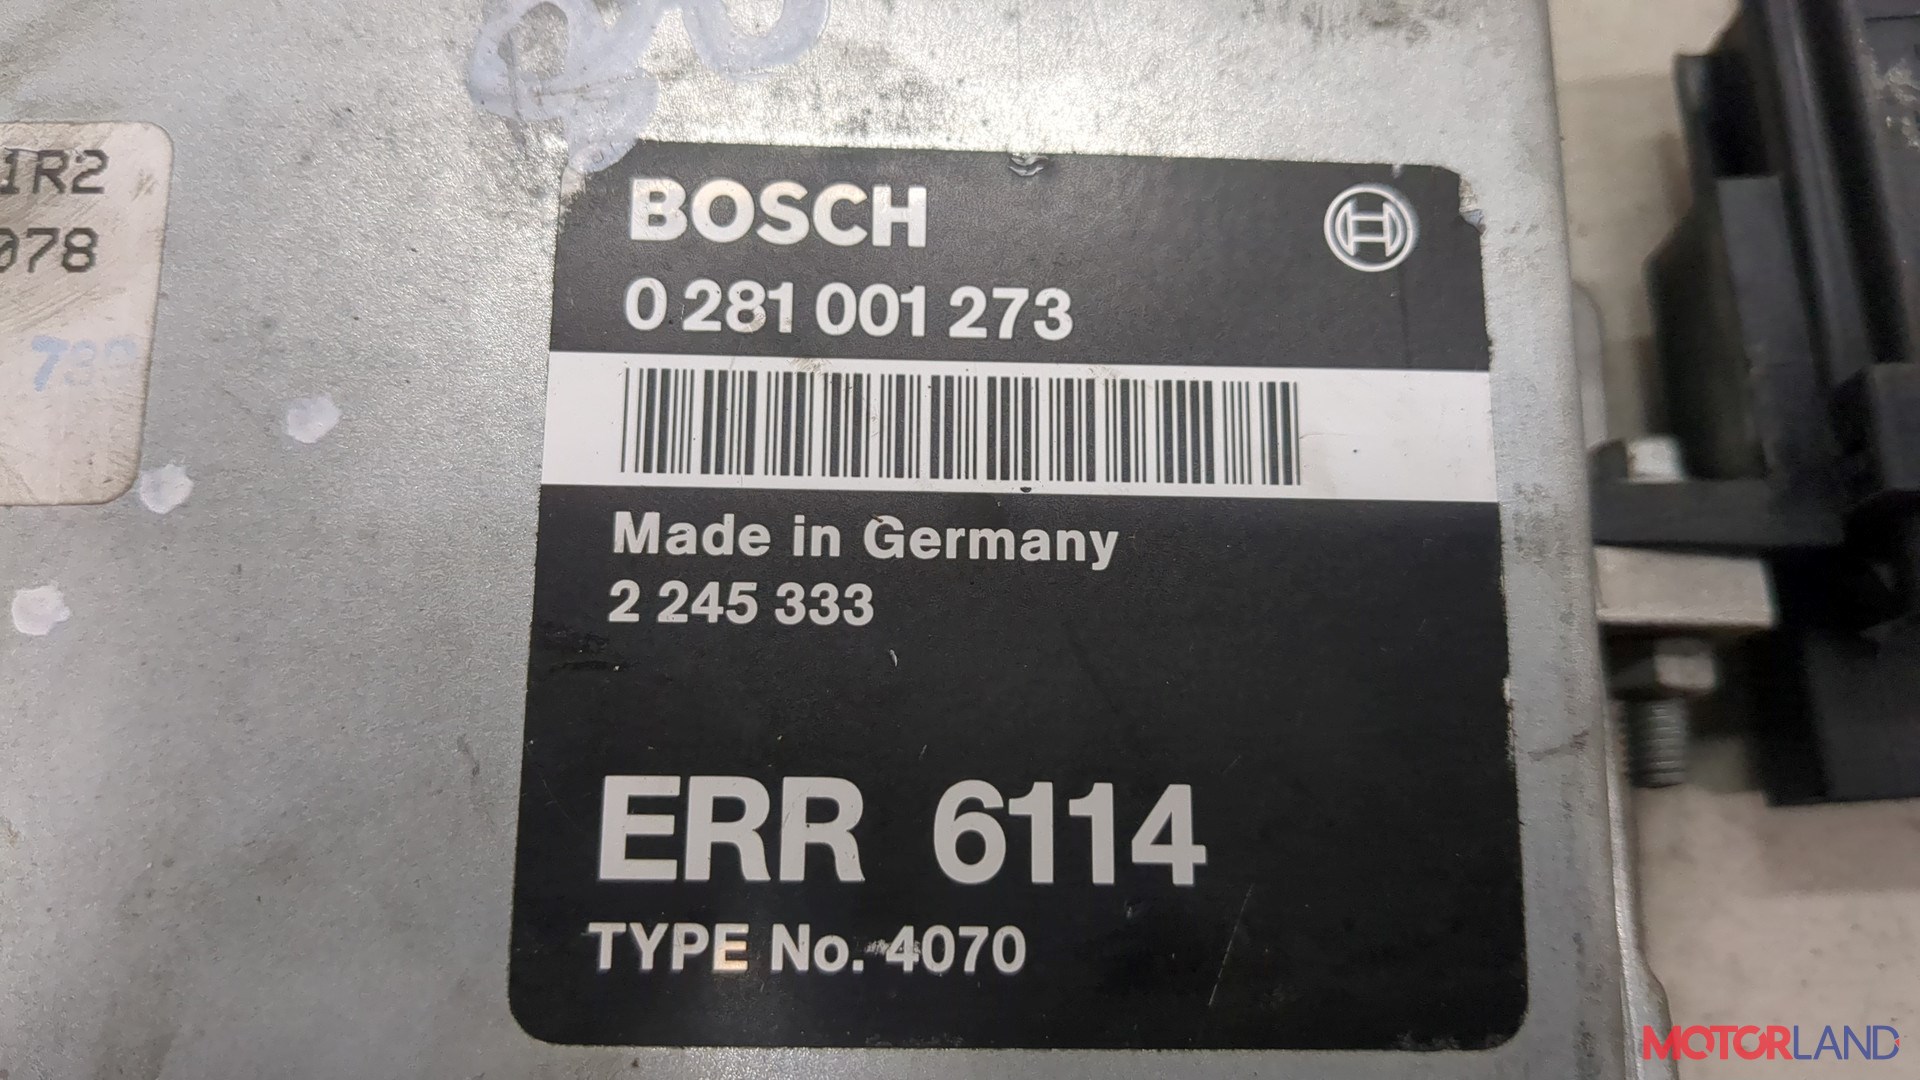 1R2
078
BOSCH
0 281 001 273
Made in Germany
2 245 333
ERR 6114
TYPE No. 4070
MOTORLAND